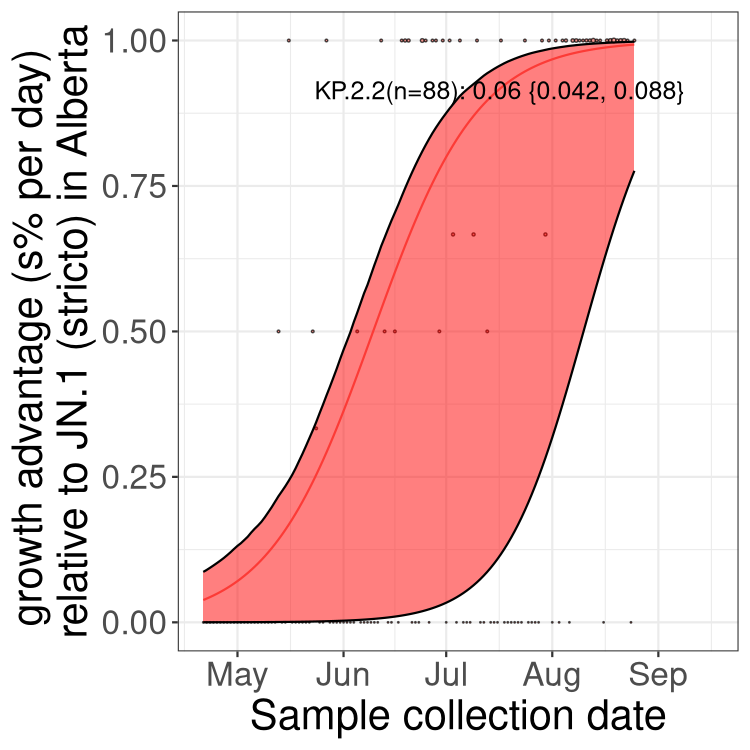 growth advantage (s% per day)
relative to JN.1 (stricto) in Alberta
1.00
0.75
0.50
0.25
0.00
KP.2.2(n=88): 0.06 {0.042, 0.088}
May Jun Jul Aug Sep
Sample collection date